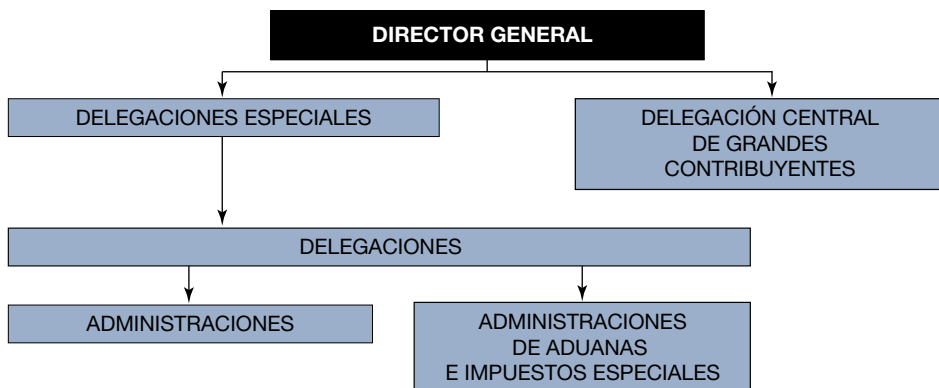 DIRECTOR GENERAL
DELEGACIONES ESPECIALES
DELEGACIÓN CENTRAL
DE GRANDES
CONTRIBUYENTES
DELEGACIONES
ADMINISTRACIONES
ADMINISTRACIONES
DE ADUANAS
E IMPUESTOS ESPECIALES